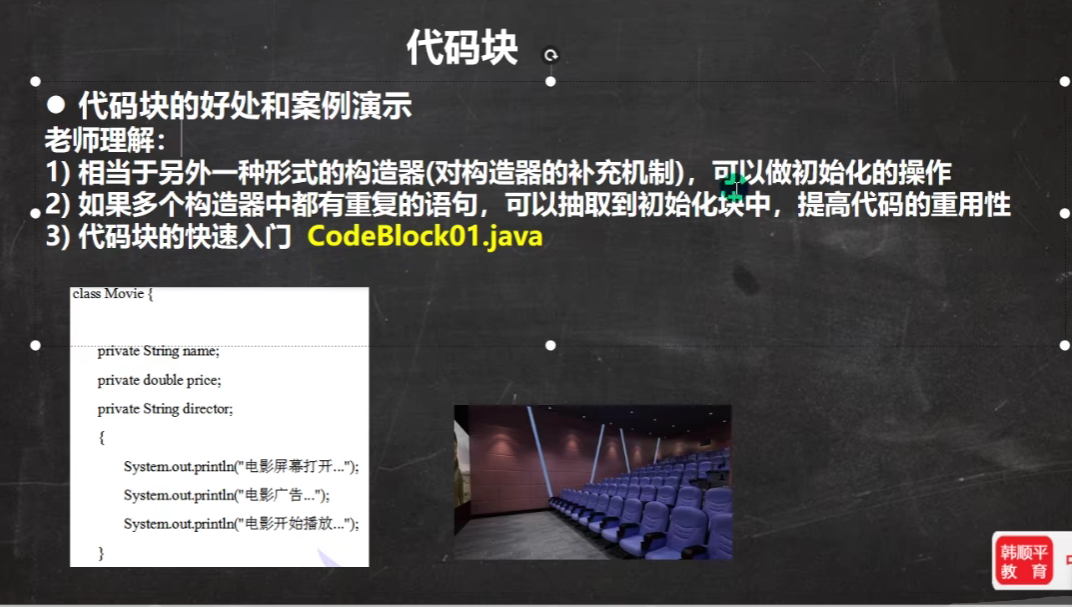 代码块
● 代码块的好处和案例演示
老师理解：
1) 相当于另外一种形式的构造器(对构造器的补充机制)，可以做初始化的操作
2) 如果多个构造器中都有重复的语句，可以抽取到初始化块中，提高代码的重用性
3) 代码块的快速入门 CodeBlock01.java
class Movie {
private String name;
private double price;
private String director;
{
System.out.println("电影屏幕打开...");
System.out.println("电影广告...");
System.out.println("电影开始播放...");
}
韩顺平
教 育